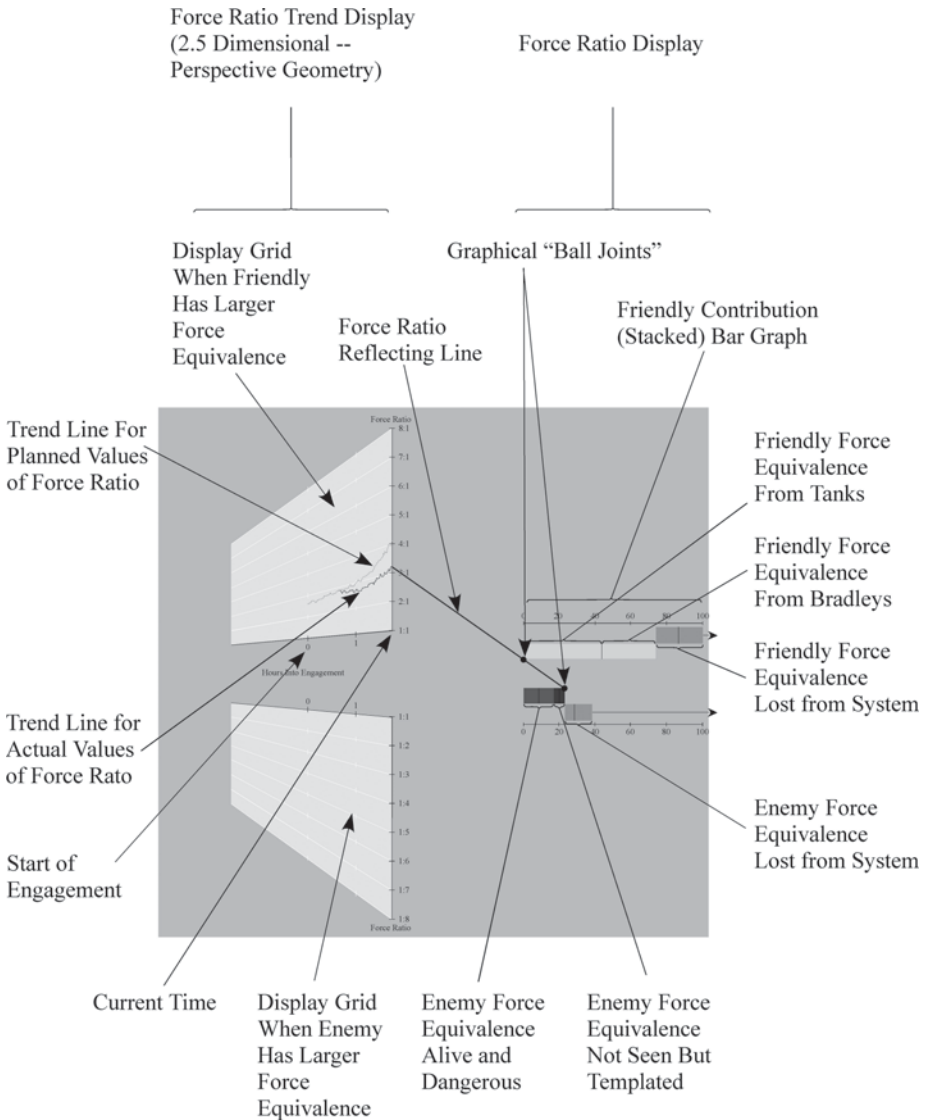 Force Ratio Trend Display
(2.5 Dimensional --
Perspective Geometry)
Force Ratio Display
Display Grid
When Friendly
Has Larger
Force
Equivalence
Graphical “Ball Joints”
Force Ratio
Reflecting Line
Friendly Contribution
(Stacked) Bar Graph
Trend Line For
Planned Values
of Force Ratio
Friendly Force
Equivalence
From Tanks
Friendly Force
Equivalence
From Bradleys
Friendly Force
Equivalence
Lost from System
Force Ratio
8:1
7:1
6:1
5:1
4:1
3:1
2:1
1:1
0 1
Hours Into Engagement
0 20 40 60 80 100
Trend Line for
Actual Values
of Force Rato
0 1
1:1
1:2
1:3
1:4
1:5
1:6
1:7
1:8
Force Ratio
0 20 40 60 80 100
Enemy Force
Equivalence
Lost from System
Start of
Engagement
Current Time
Display Grid
When Enemy
Has Larger
Force
Equivalence
Enemy Force
Equivalence
Alive and
Dangerous
Enemy Force
Equivalence
Not Seen But
Templated